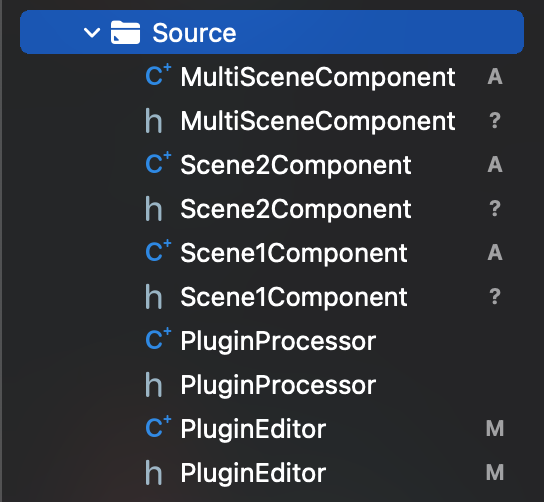 Source
C+ MultiSceneComponent A
h MultiSceneComponent ?
C+ Scene2Component A
h Scene2Component ?
C+ Scene1Component A
h Scene1Component ?
C+ PluginProcessor
h PluginProcessor
C+ PluginEditor M
h PluginEditor M